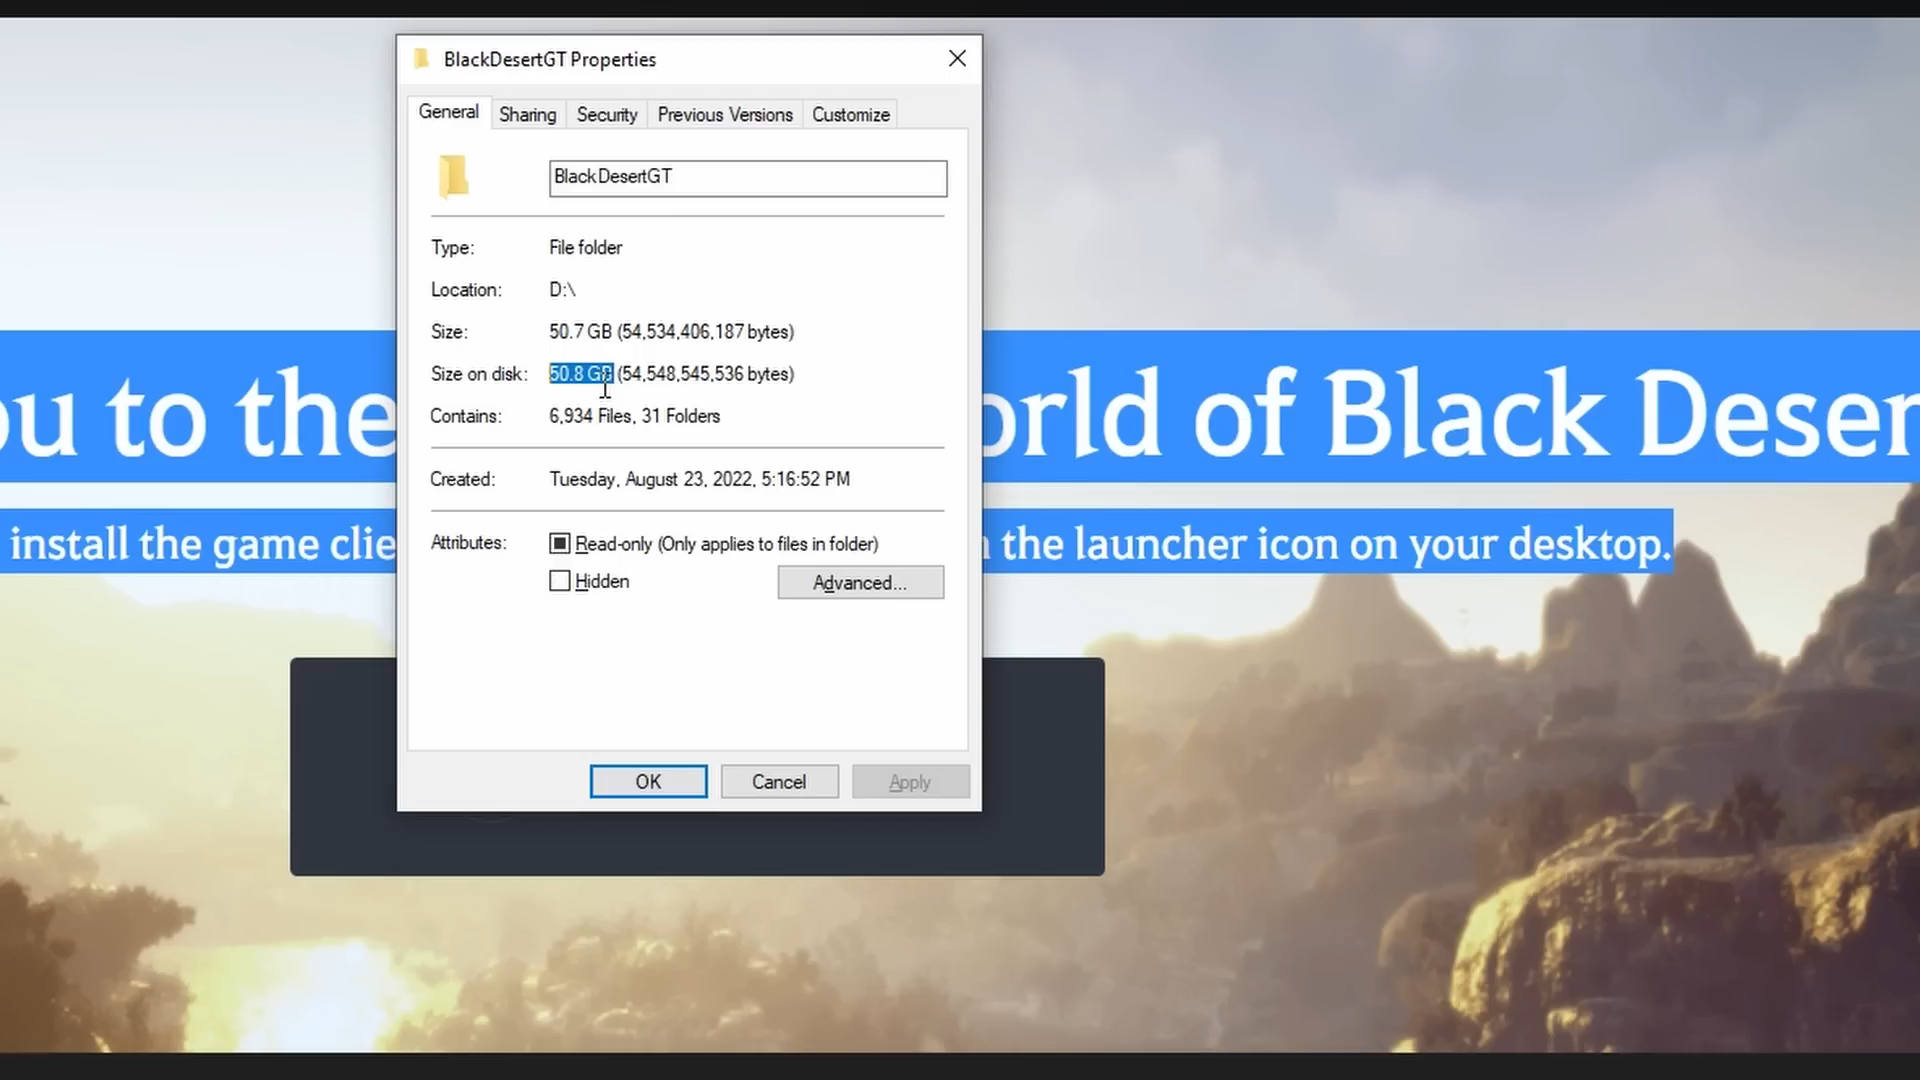 BlackDesertGT Properties
General Sharing Security Previous Versions Customize
BlackDesertGT
Type: File folder
Location: D:\
Size: 50.7 GB (54,534,406,187 bytes)
Size on disk: 50.8 GB (54,548,545,536 bytes)
Contains: 6,934 Files, 31 Folders
ou to the orld of Black Deser
Created: Tuesday, August 23, 2022, 5:16:52 PM
Attributes: Read-only (Only applies to files in folder)
install the game clie the launcher icon on your desktop.
Hidden Advanced...
OK Cancel Apply